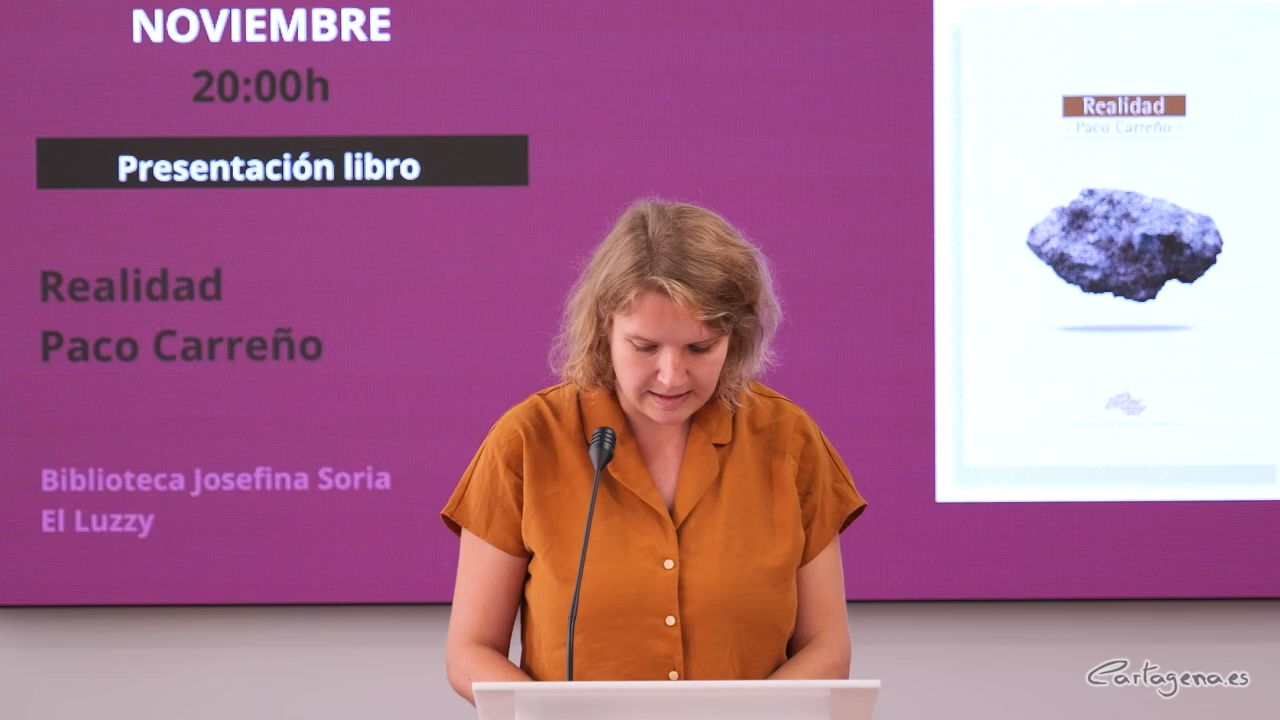 NOVIEMBRE
20:00h
Presentación libro
Realidad
Paco Carreño
Biblioteca Josefina Soria
El Luzzy
Realidad
Paco Carreño
Cartagena.es